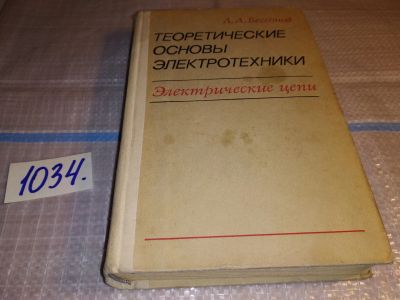 Л.А.Бессонов
ТЕОРЕТИЧЕСКИЕ
ОСНОВЫ
ЭЛЕКТРОТЕХНИКИ
Электрические цепи
1034.